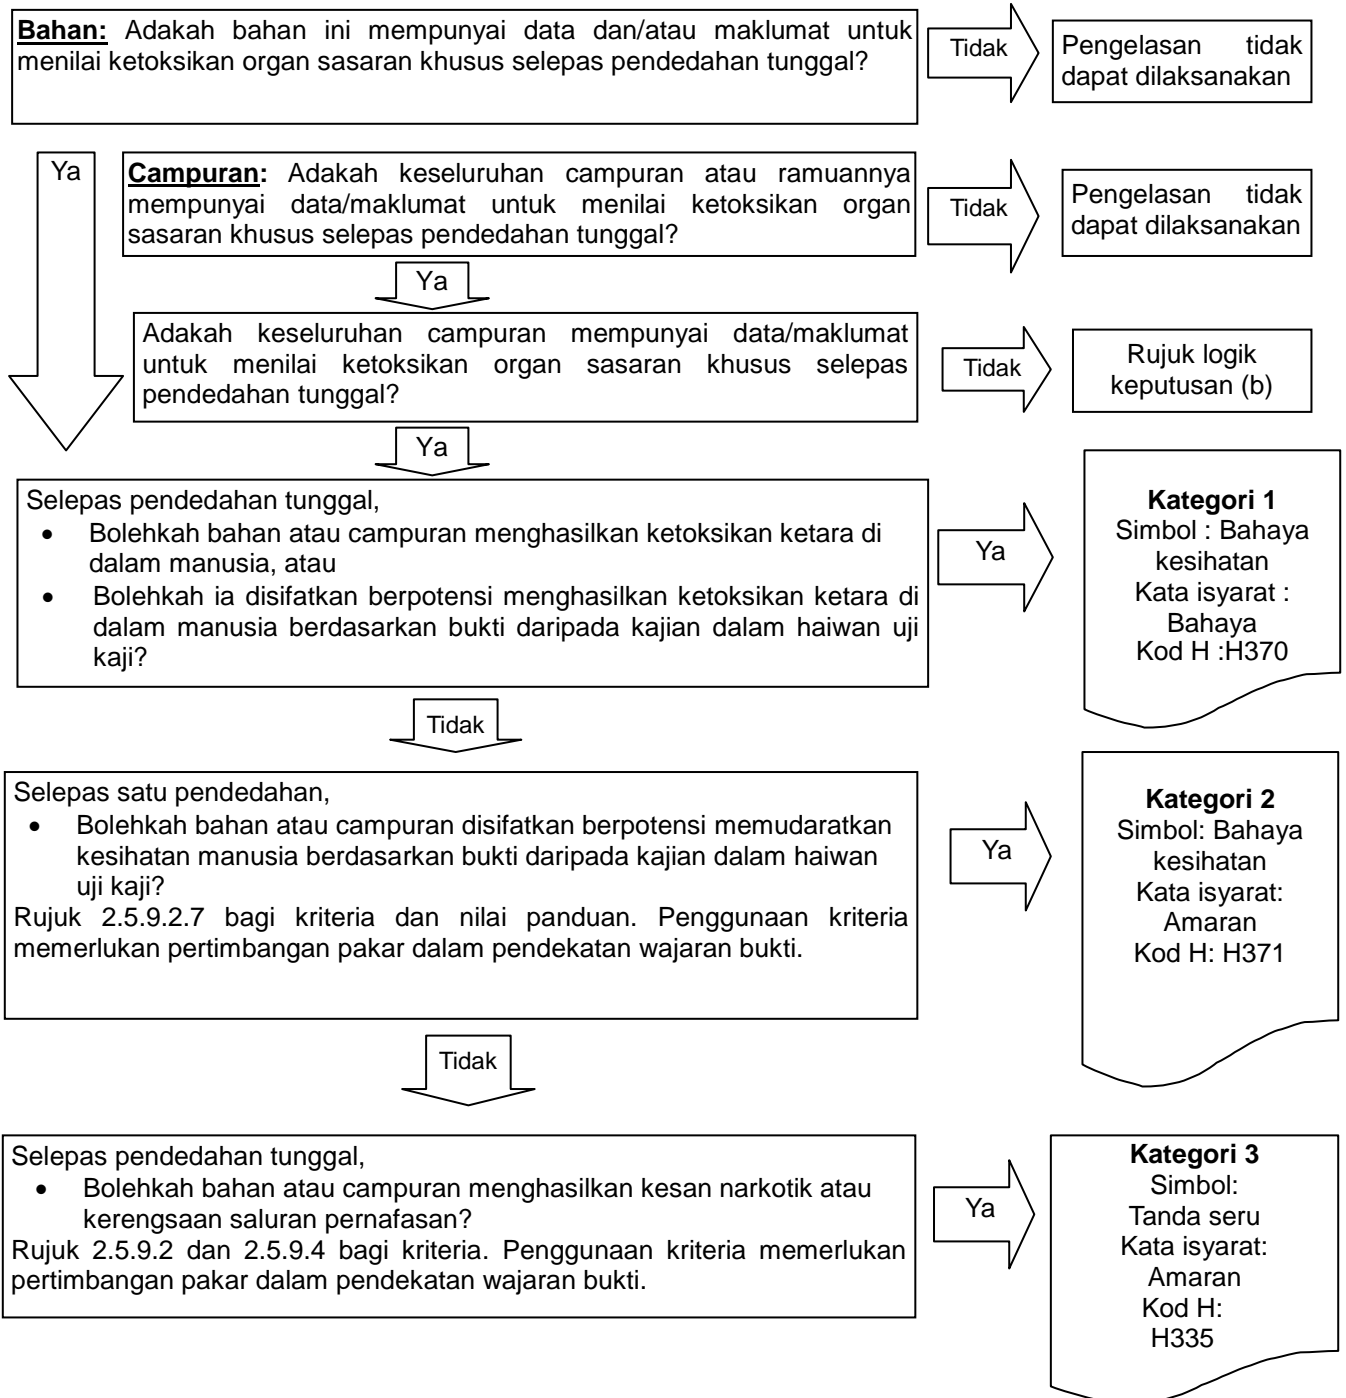 Bahan: Adakah bahan ini mempunyai data dan/atau maklumat untuk
menilai ketoksikan organ sasaran khusus selepas pendedahan tunggal?
Tidak
Pengelasan tidak
dapat dilaksanakan
Ya
Campuran: Adakah keseluruhan campuran atau ramuannya
mempunyai data/maklumat untuk menilai ketoksikan organ
sasaran khusus selepas pendedahan tunggal?
Tidak
Pengelasan tidak
dapat dilaksanakan
Ya
Adakah keseluruhan campuran mempunyai data/maklumat
untuk menilai ketoksikan organ sasaran khusus selepas
pendedahan tunggal?
Tidak
Rujuk logik
keputusan (b)
Ya
Selepas pendedahan tunggal,
• Bolehkah bahan atau campuran menghasilkan ketoksikan ketara di
dalam manusia, atau
• Bolehkah ia disifatkan berpotensi menghasilkan ketoksikan ketara di
dalam manusia berdasarkan bukti daripada kajian dalam haiwan uji
kaji?
Ya
Kategori 1
Simbol : Bahaya
kesihatan
Kata isyarat :
Bahaya
Kod H :H370
Tidak
Selepas satu pendedahan,
• Bolehkah bahan atau campuran disifatkan berpotensi memudaratkan
kesihatan manusia berdasarkan bukti daripada kajian dalam haiwan
uji kaji?
Rujuk 2.5.9.2.7 bagi kriteria dan nilai panduan. Penggunaan kriteria
memerlukan pertimbangan pakar dalam pendekatan wajaran bukti.
Ya
Kategori 2
Simbol: Bahaya
kesihatan
Kata isyarat:
Amaran
Kod H: H371
Tidak
Selepas pendedahan tunggal,
• Bolehkah bahan atau campuran menghasilkan kesan narkotik atau
kerengsaan saluran pernafasan?
Rujuk 2.5.9.2 dan 2.5.9.4 bagi kriteria. Penggunaan kriteria memerlukan
pertimbangan pakar dalam pendekatan wajaran bukti.
Ya
Kategori 3
Simbol:
Tanda seru
Kata isyarat:
Amaran
Kod H:
H335